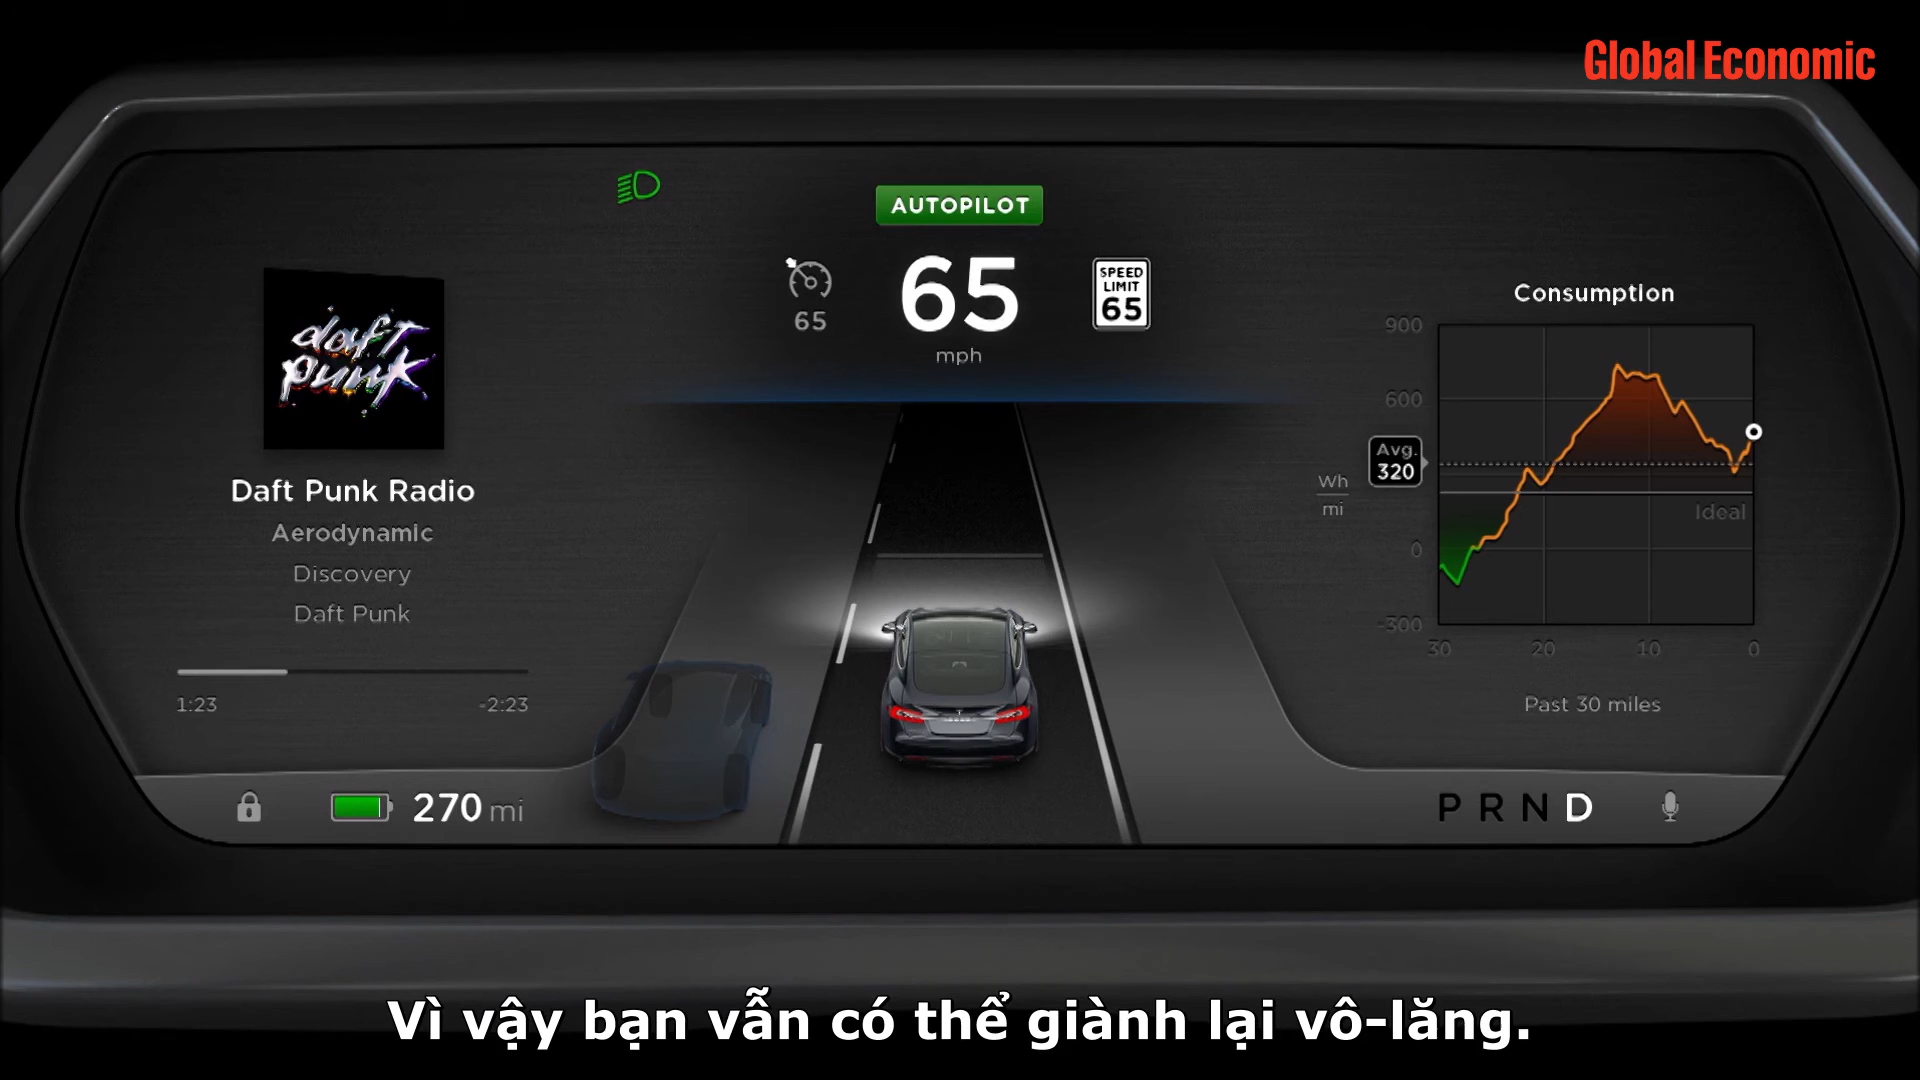 Global Economic
AUTOPILOT
65
65
mph
SPEED
LIMIT
65
daft
punk
Daft Punk Radio
Aerodynamic
Discovery
Daft Punk
1:23
-2:23
270 mi
Consumption
900
600
0
-300
Avg.
320
Wh
mi
Ideal
30 20 10 0
Past 30 miles
P R N D
Vì vậy bạn vẫn có thể giành lại vô-lăng.